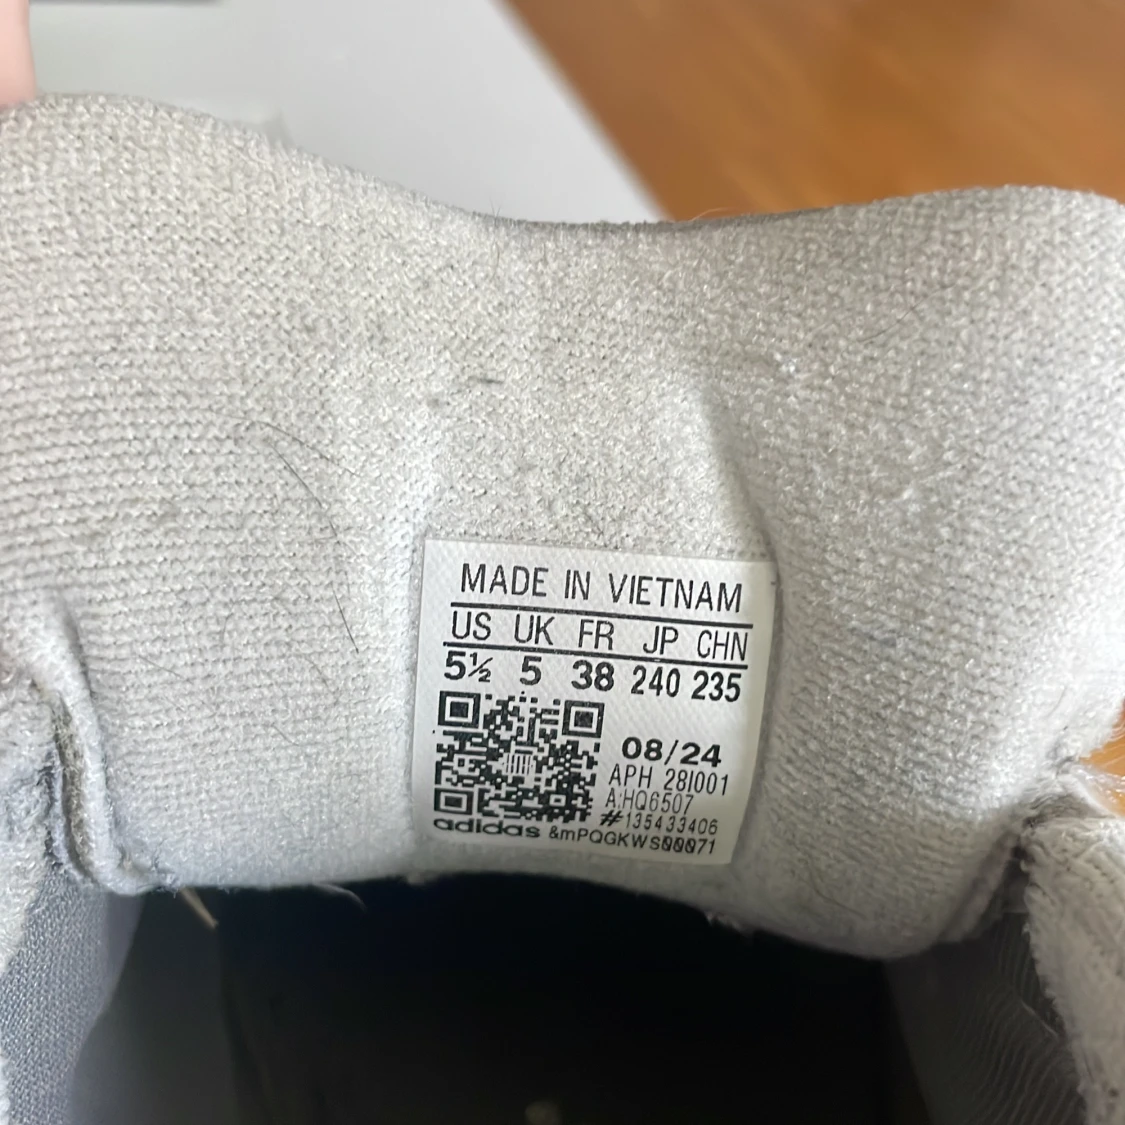 MADE IN VIETNAM
US UK FR JP CHN
5½ 5 38 240 235
08/24
APH 28I001
A:HQ6507
#135433406
adidas &mPQGKWS00071